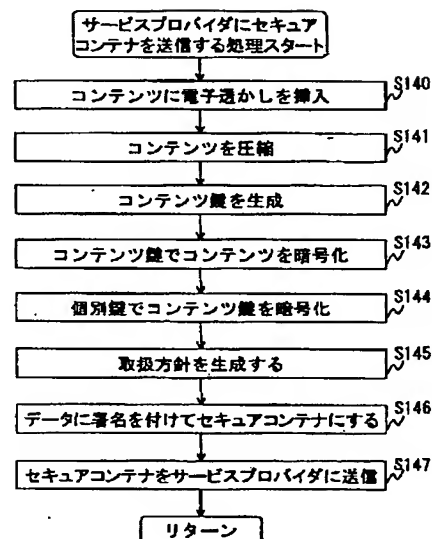 サービスプロバイダにセキュア
コンテナを送信する処理スタート
S140
コンテンツに電子透かしを挿入
S141
コンテンツを圧縮
S142
コンテンツ鍵を生成
S143
コンテンツ鍵でコンテンツを暗号化
S144
個別鍵でコンテンツ鍵を暗号化
S145
取扱方針を生成する
S146
データに署名を付けてセキュアコンテナにする
S147
セキュアコンテナをサービスプロバイダに送信
リターン